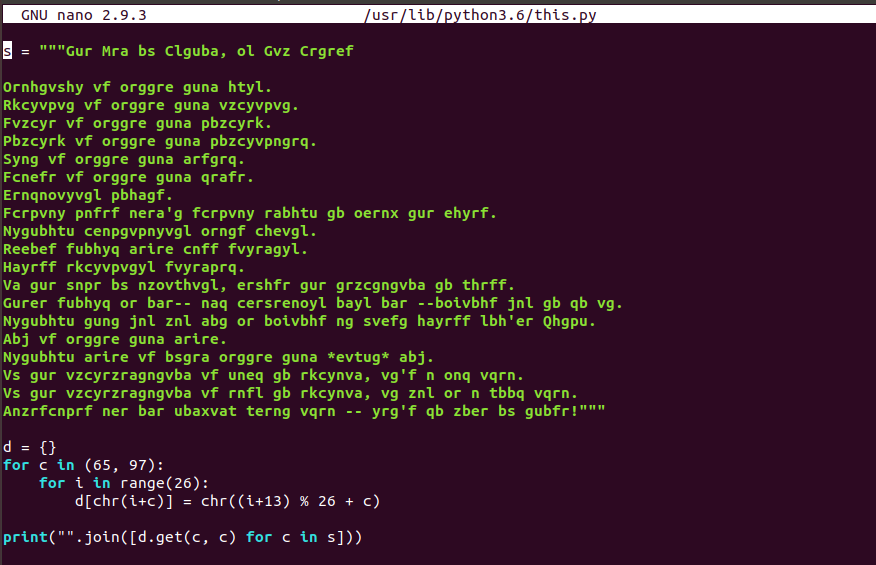 GNU nano 2.9.3 /usr/lib/python3.6/this.py
s = """Gur Mra bs Clguba, ol Gvz Crgref
Ornhgvshy vf orggre guna htyl.
Rkcyvpvg vf orggre guna vzcyvpvg.
Fvzcyr vf orggre guna pbzcyrk.
Pbzcyrk vf orggre guna pbzcyvpngrq.
Syng vf orggre guna arfgrq.
Fcnefr vf orggre guna qrafr.
Ernqnovyvgl pbhagf.
Fcrpvny pnfrf nera'g fcrpvny rabhtu gb oernx gur ehyrf.
Nygubhtu cenpgvpnyvgl orngf chevgl.
Reebef fubhyq arire cnff fvyragyl.
Hayrff rkcyvpvgyl fvyraprq.
Va gur snpr bs nzovthvgl, ershfr gur grzcgngvba gb thrff.
Gurer fubhyq or bar-- naq cersrenoyl bayl bar --boivbhf jnl gb qb vg.
Nygubhtu gung jnl znl abg or boivbhf ng svefg hayrff lbh'er Qhgpu.
Abj vf orggre guna arire.
Nygubhtu arire vf bsgra orggre guna *evtug* abj.
Vs gur vzcyrzragngvba vf uneq gb rkcynva, vg'f n onq vqrn.
Vs gur vzcyrzragngvba vf rnfl gb rkcynva, vg znl or n tbbq vqrn.
Anzrfcnprf ner bar ubaxvat terng vqrn -- yrg'f qb zber bs gubfr!"""
d = {}
for c in (65, 97):
    for i in range(26):
        d[chr(i+c)] = chr((i+13) % 26 + c)
print("".join([d.get(c, c) for c in s]))